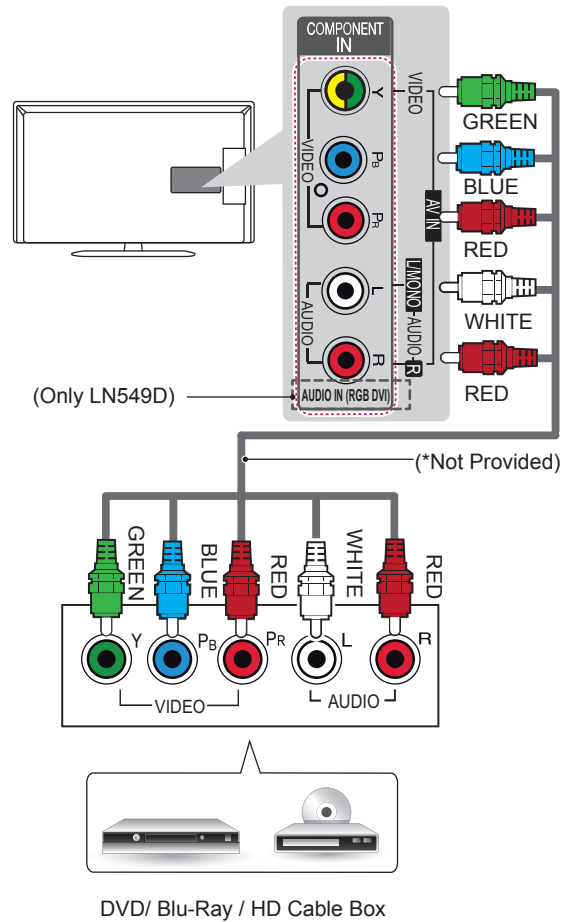 COMPONENT
IN
Y
PB
PR
VIDEO
L
R
AUDIO
VIDEO
AV IN
L/MONO-AUDIO-R
AUDIO IN (RGB DVI)
GREEN
BLUE
RED
WHITE
RED
(Only LN549D)
(*Not Provided)
GREEN
BLUE
RED
WHITE
RED
Y
PB
PR
L
R
VIDEO
AUDIO
DVD/ Blu-Ray / HD Cable Box